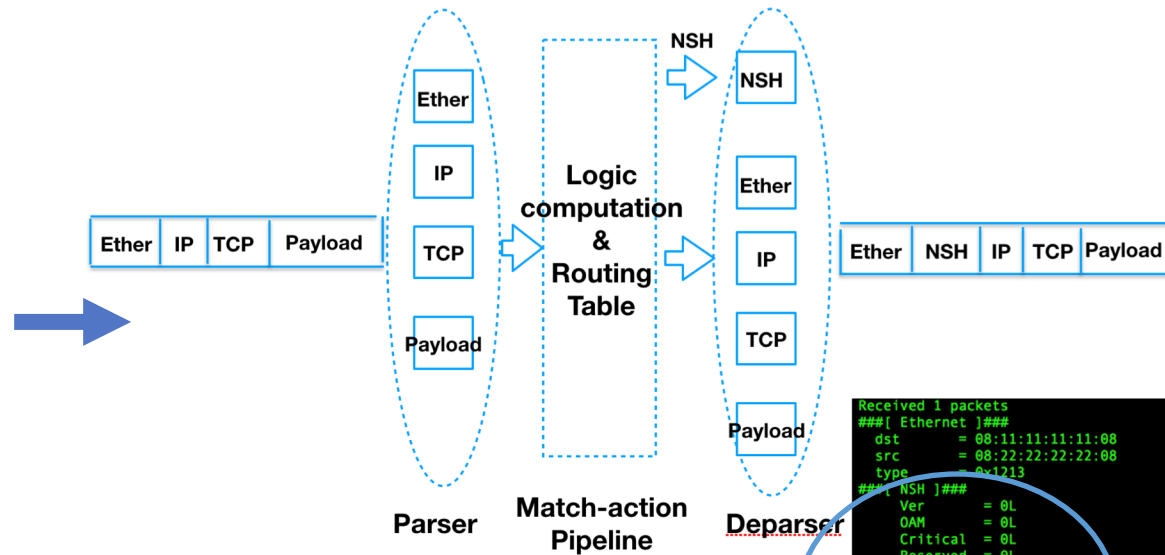 Ether IP TCP Payload
Ether
IP
TCP
Payload
Parser
Logic
computation
&
Routing
Table
Match-action
Pipeline
NSH
NSH
Ether
IP
TCP
Payload
Deparser
Ether NSH IP TCP Payload
Received 1 packets
###[ Ethernet ]###
dst = 08:11:11:11:11:08
src = 08:22:22:22:22:08
type = 0x1213
###[ NSH ]###
Ver = 0L
OAM = 0L
Critical = 0L
Reserved = 0L